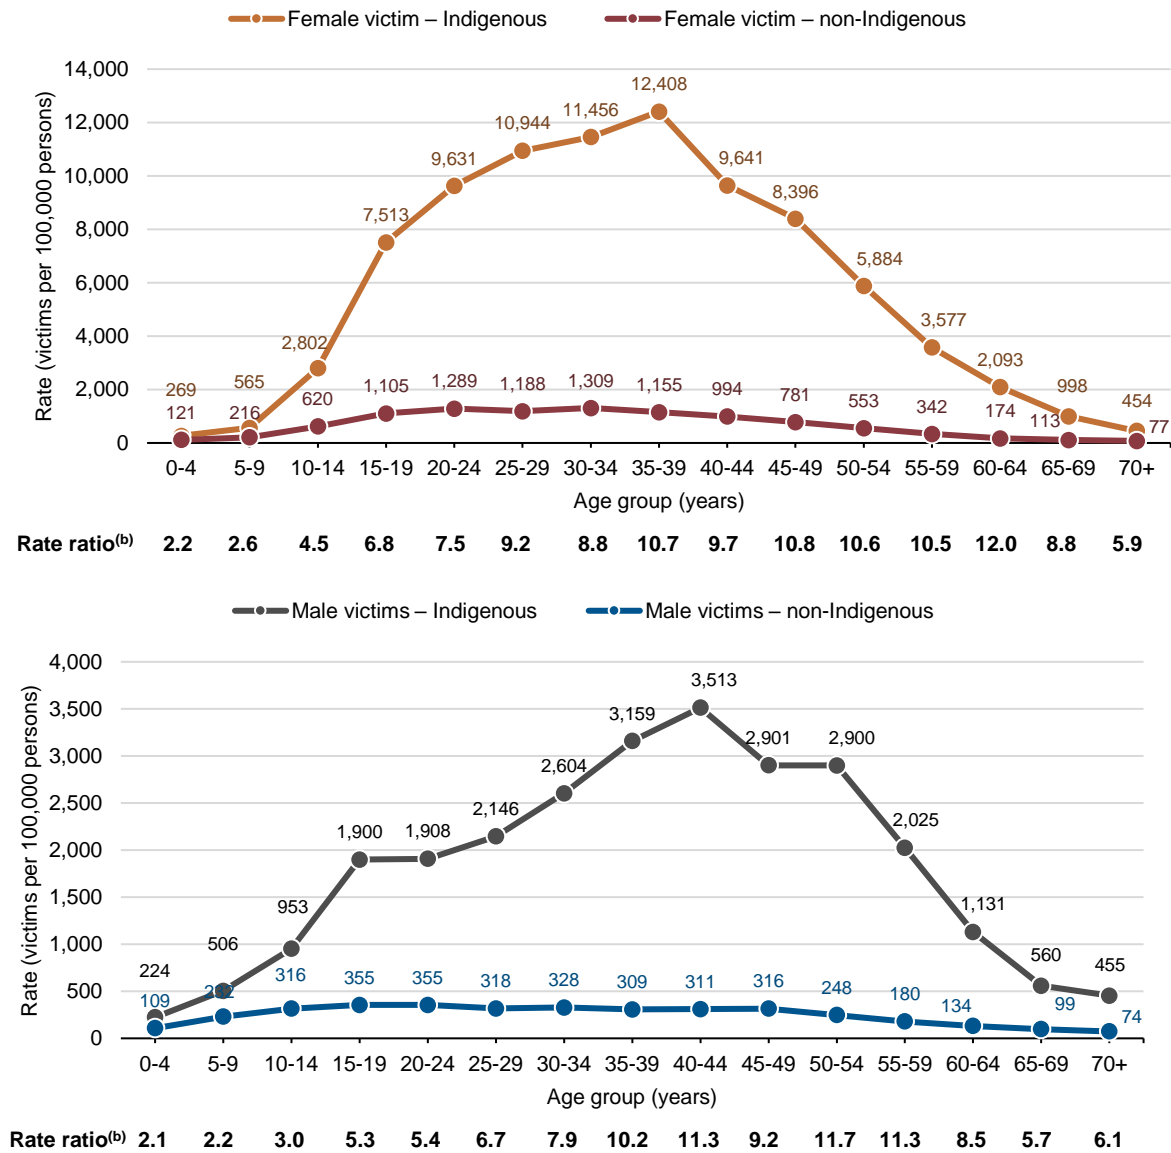 Female victim – Indigenous Female victim – non-Indigenous
Rate (victims per 100,000 persons)
14,000
12,000
10,000
8,000
6,000
4,000
2,000
0
269 565 2,802 7,513 9,631 10,944 11,456 12,408 9,641 8,396 5,884 3,577 2,093 998 454
121 216 620 1,105 1,289 1,188 1,309 1,155 994 781 553 342 174 113 77
0-4 5-9 10-14 15-19 20-24 25-29 30-34 35-39 40-44 45-49 50-54 55-59 60-64 65-69 70+
Age group (years)
Rate ratio(b) 2.2 2.6 4.5 6.8 7.5 9.2 8.8 10.7 9.7 10.8 10.6 10.5 12.0 8.8 5.9
Male victims – Indigenous Male victims – non-Indigenous
Rate (victims per 100,000 persons)
4,000
3,500
3,000
2,500
2,000
1,500
1,000
500
0
224 506 953 1,900 1,908 2,146 2,604 3,159 3,513 2,901 2,900 2,025 1,131 560 455
109 316 355 355 318 328 309 311 316 248 180 134 99 74
0-4 5-9 10-14 15-19 20-24 25-29 30-34 35-39 40-44 45-49 50-54 55-59 60-64 65-69 70+
Age group (years)
Rate ratio(b) 2.1 2.2 3.0 5.3 5.4 6.7 7.9 10.2 11.3 9.2 11.7 11.3 8.5 5.7 6.1